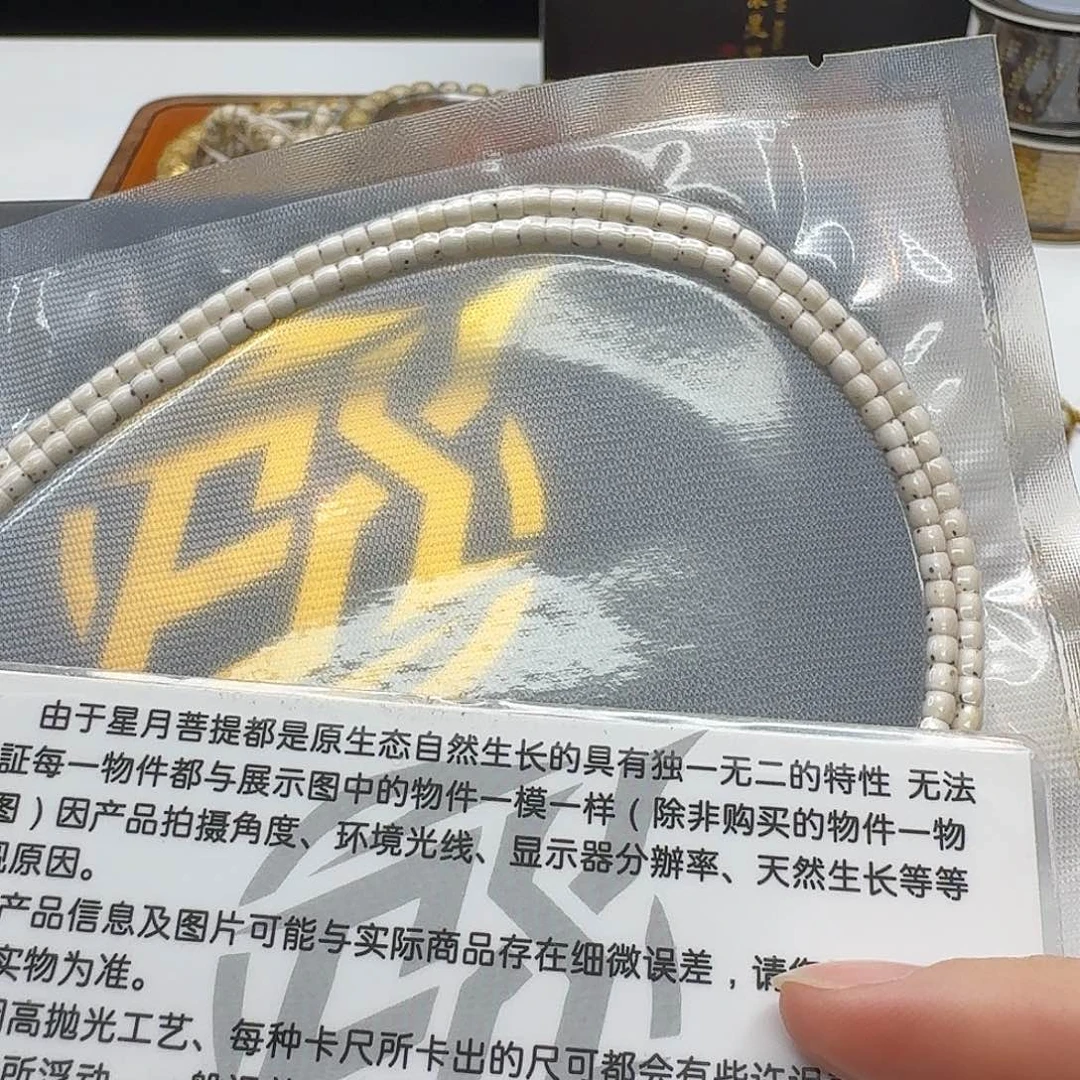 由于星月菩提都是原生态自然生长的具有独一无二的特性 无法
証每一物件都与展示图中的物件一模一样(除非购买的物件一物
图)因产品拍摄角度、环境光线、显示器分辦率、天然生长等等
原因。
产品信息及图片可能与实际商品存在细微误差,请
实物为准。
高抛光工艺、每种卡尺所卡出的尺可都会有些许误
所浮动